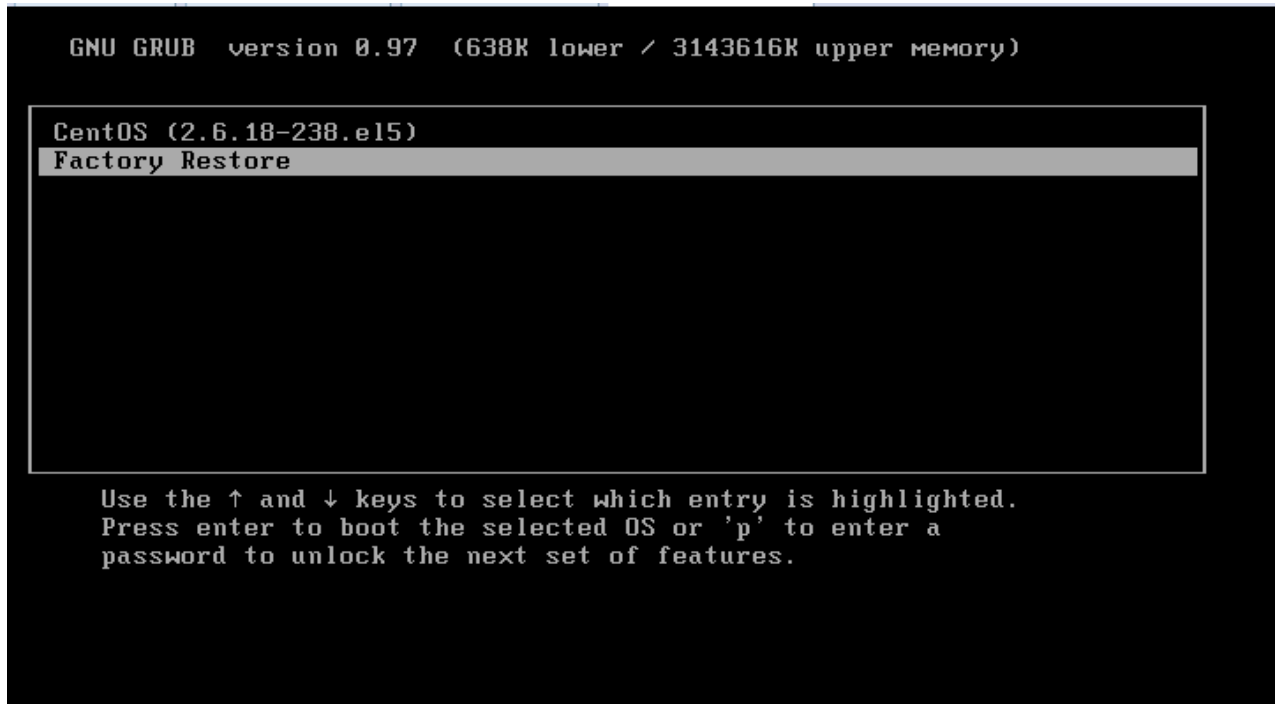 GNU GRUB version 0.97 (638K lower / 3143616K upper memory)
CentOS (2.6.18-238.el5)
Factory Restore
Use the ↑ and ↓ keys to select which entry is highlighted.
Press enter to boot the selected OS or 'p' to enter a
password to unlock the next set of features.